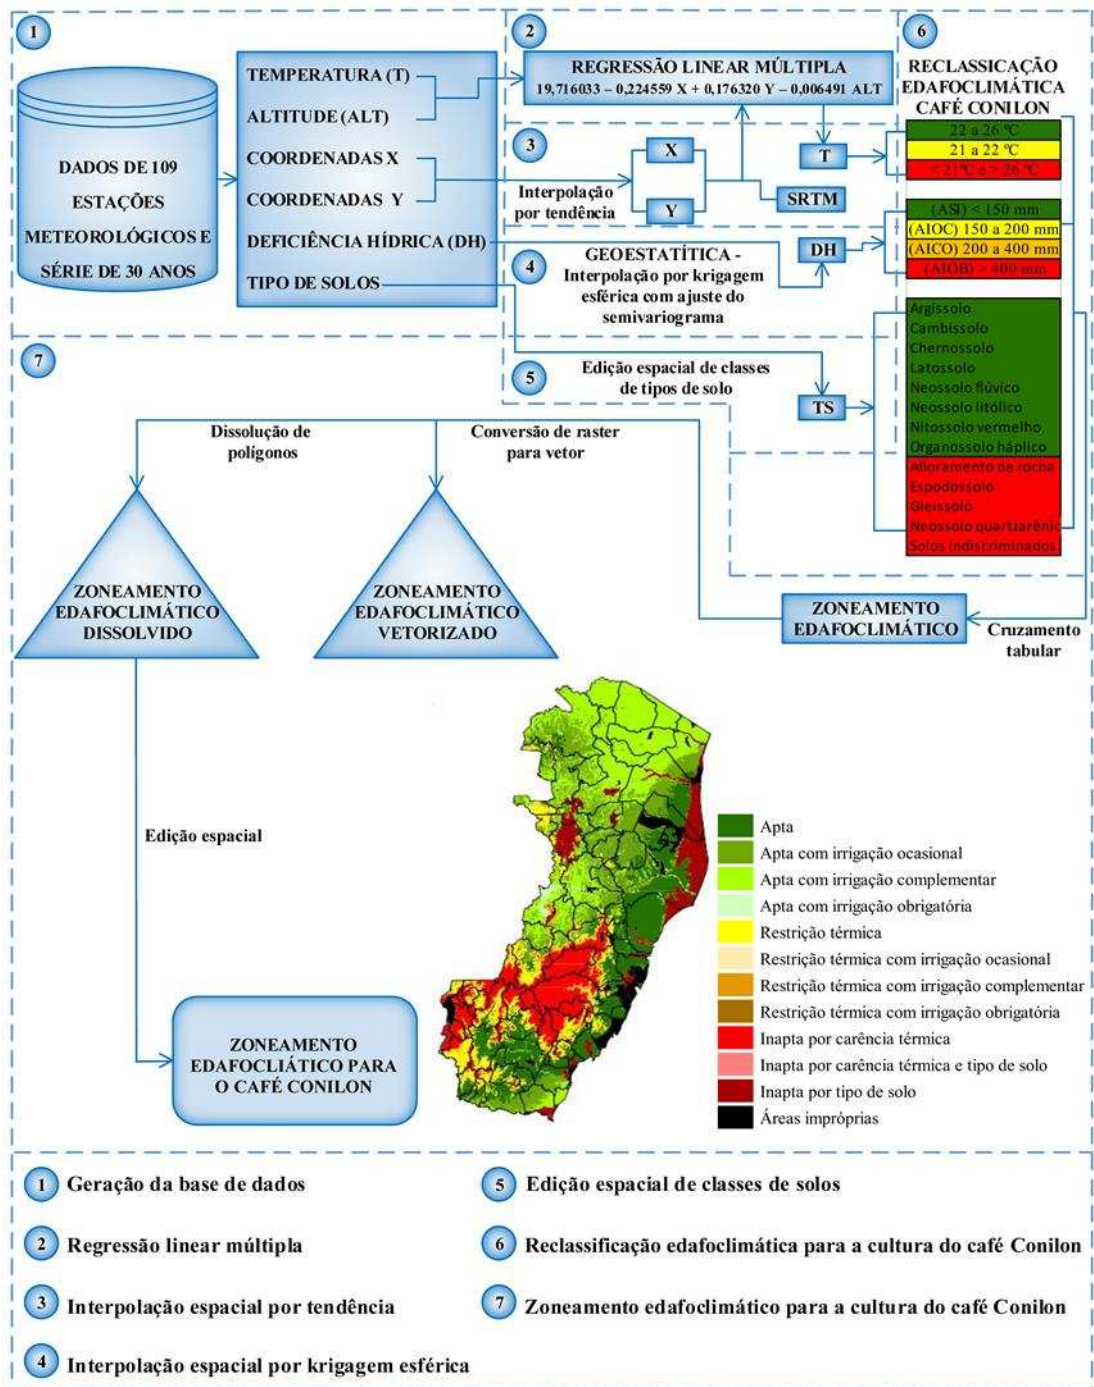 1
DADOS DE 109
ESTAÇÕES
METEOROLÓGICOS E
SÉRIE DE 30 ANOS
TEMPERATURA (T)
ALTITUDE (ALT)
COORDENADAS X
COORDENADAS Y
DEFICIÊNCIA HÍDRICA (DH)
TIPO DE SOLOS
2
REGRESSÃO LINEAR MÚLTIPLA
19,716033 – 0,224559 X + 0,176320 Y – 0,006491 ALT
3
Interpolação
por tendência
X
Y
T
SRTM
4
GEOESTATÍTICA -
Interpolação por krigagem
esférica com ajuste do
semivariograma
DH
5
Edição espacial de classes
de tipos de solo
TS
6
RECLASSICAÇÃO
EDAFOCLIMÁTICA
CAFÉ CONILON
22 a 26 ºC
21 a 22 ºC
< 21ºC e > 26 ºC
(ASI) < 150 mm
(AIOC) 150 a 200 mm
(AICO) 200 a 400 mm
(AIOB) > 400 mm
Argissolo
Cambissolo
Chernossolo
Latossolo
Neossolo flúvico
Neossolo litólico
Nitossolo vermelho
Organossolo háplico
Afloramento de rocha
Espodossolo
Gleissolo
Neossolo quartzarênic
Solos indiscriminados
7
Dissolução de
polígonos
Conversão de raster
para vetor
ZONEAMENTO
EDAFOCLIMÁTICO
DISSOLVIDO
ZONEAMENTO
EDAFOCLIMÁTICO
VETORIZADO
ZONEAMENTO
EDAFOCLIMÁTICO
Cruzamento
tabular
Edição espacial
ZONEAMENTO
EDAFOCLIÁTICO PARA
O CAFÉ CONILON
Apta
Apta com irrigação ocasional
Apta com irrigação complementar
Apta com irrigação obrigatória
Restrição térmica
Restrição térmica com irrigação ocasional
Restrição térmica com irrigação complementar
Restrição térmica com irrigação obrigatória
Inapta por carência térmica
Inapta por carência térmica e tipo de solo
Inapta por tipo de solo
Áreas impróprias
1 Geração da base de dados
2 Regressão linear múltipla
3 Interpolação espacial por tendência
4 Interpolação espacial por krigagem esférica
5 Edição espacial de classes de solos
6 Reclassificação edafoclimática para a cultura do café Conilon
7 Zoneamento edafoclimático para a cultura do café Conilon